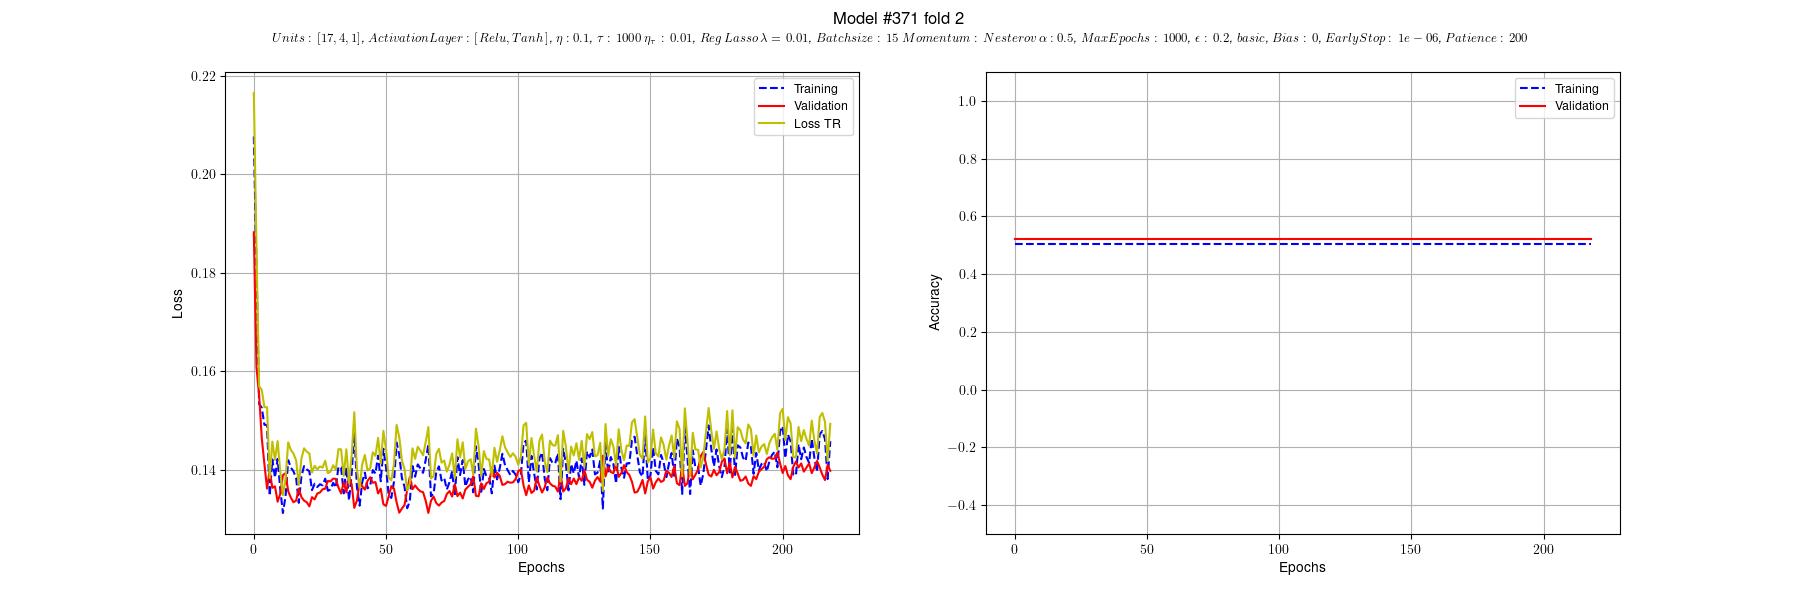 Model #371 fold 2
Units : [17, 4, 1], ActivationLayer : [Relu, Tanh], η : 0.1, τ : 1000 ητ : 0.01, Reg Lasso λ = 0.01, Batchsize : 15 Momentum : Nesterov α : 0.5, MaxEpochs : 1000, ϵ : 0.2, basic, Bias : 0, EarlyStop : 1e − 06, Patience : 200
0.22
0.20
0.18
0.16
0.14
Loss
0
50
100
150
200
Epochs
Training
Validation
Loss TR
1.0
0.8
0.6
0.4
0.2
0.0
−0.2
−0.4
Accuracy
0
50
100
150
200
Epochs
Training
Validation